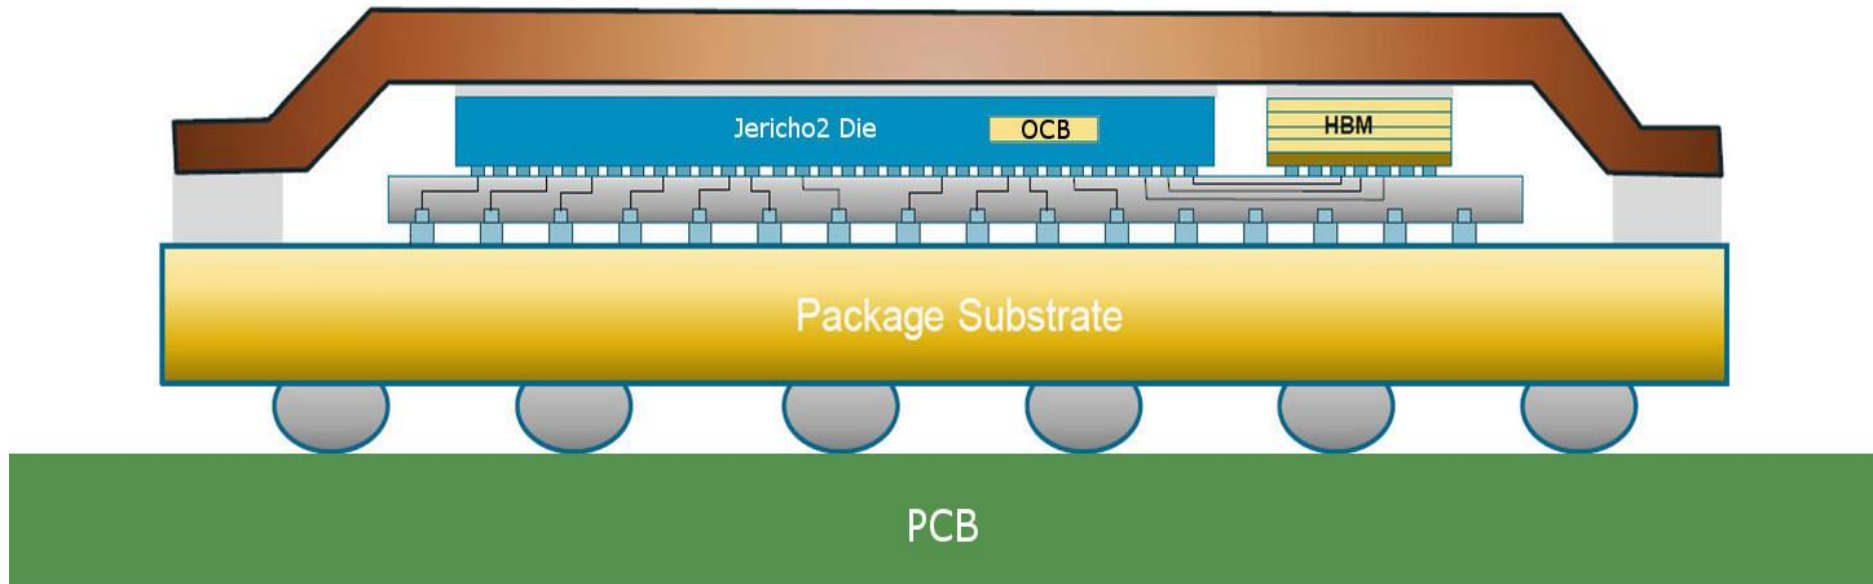 Jericho2 Die
OCB
HBM
Package Substrate
PCB